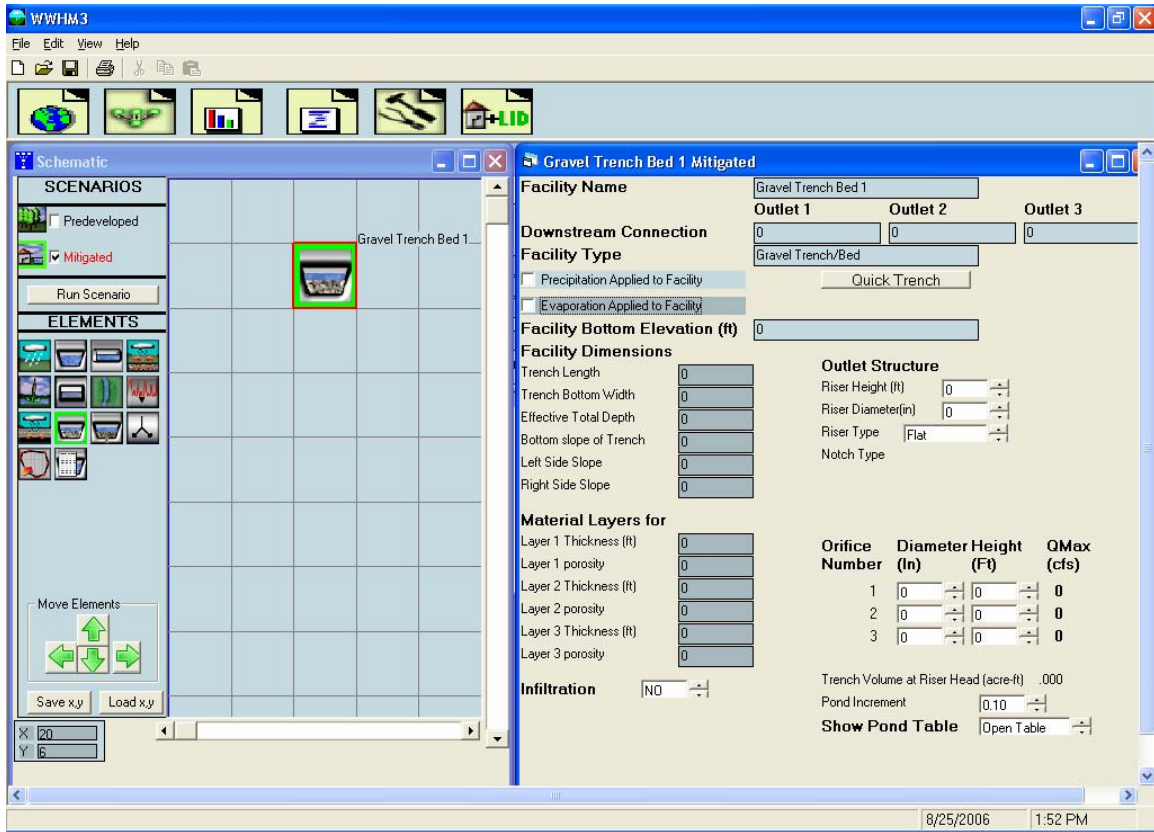 WWHM3
File Edit View Help
+LID
Schematic
SCENARIOS
Predeveloped
Mitigated
Run Scenario
ELEMENTS
Move Elements
Save x,y Load x,y
X 20
Y 6
Gravel Trench Bed 1
Gravel Trench Bed 1 Mitigated
Facility Name Gravel Trench Bed 1
Outlet 1 Outlet 2 Outlet 3
Downstream Connection 0 0 0
Facility Type Gravel Trench/Bed
Precipitation Applied to Facility Quick Trench
Evaporation Applied to Facility
Facility Bottom Elevation (ft) 0
Facility Dimensions
Trench Length 0
Trench Bottom Width 0
Effective Total Depth 0
Bottom slope of Trench 0
Left Side Slope 0
Right Side Slope 0
Material Layers for
Layer 1 Thickness (ft) 0
Layer 1 porosity 0
Layer 2 Thickness (ft) 0
Layer 2 porosity 0
Layer 3 Thickness (ft) 0
Layer 3 porosity 0
Infiltration NO
Outlet Structure
Riser Height (ft) 0
Riser Diameter(in) 0
Riser Type Flat
Notch Type
Orifice Diameter Height QMax
Number (In) (Ft) (cfs)
1 0 0 0
2 0 0 0
3 0 0 0
Trench Volume at Riser Head (acre-ft) .000
Pond Increment 0.10
Show Pond Table Open Table
8/25/2006 1:52 PM